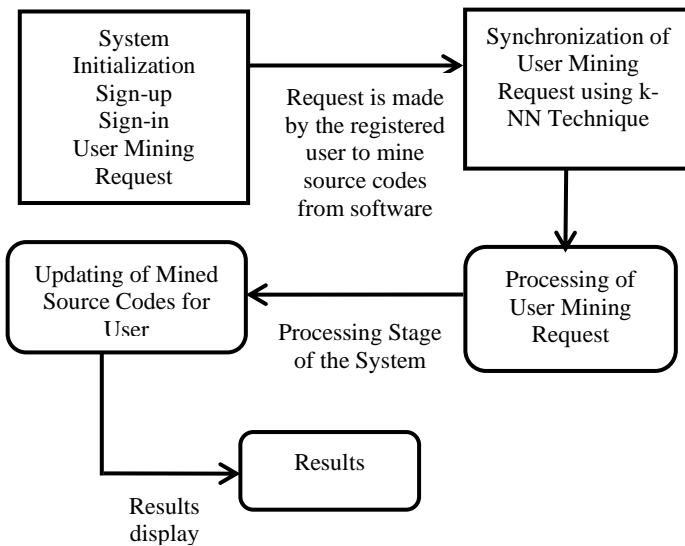 System
Initialization
Sign-up
Sign-in
User Mining
Request
Request is made
by the registered
user to mine
source codes
from software
Synchronization of
User Mining
Request using k-
NN Technique
Processing of
User Mining
Request
Processing Stage
of the System
Updating of Mined
Source Codes for
User
Results
display
Results